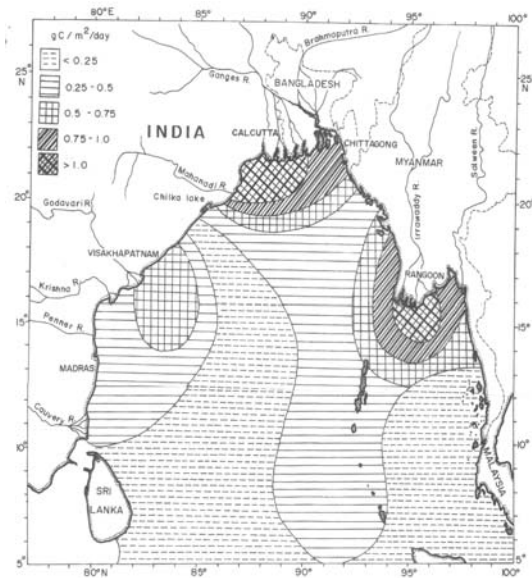 80°E 85° 90° 95° 100°
gC / m²/day
< 0.25
0.25 - 0.5
0.5 - 0.75
0.75 - 1.0
> 1.0
25°
N
20°
15°
10°
5°
Brahmaputra R.
Ganges R.
BANGLADESH
INDIA
CALCUTTA
CHITTAGONG
MYANMAR
Salween R.
Mahanadi R.
Chilka lake
Irrawaddy R.
Godavari R.
VISAKHAPATNAM
RANGOON
Krishna R.
Penner R.
MADRAS
Cauvery R.
MALAYSIA
SRI
LANKA
25°
N
20°
15°
10°
5°
80°N 85° 90° 95° 100°